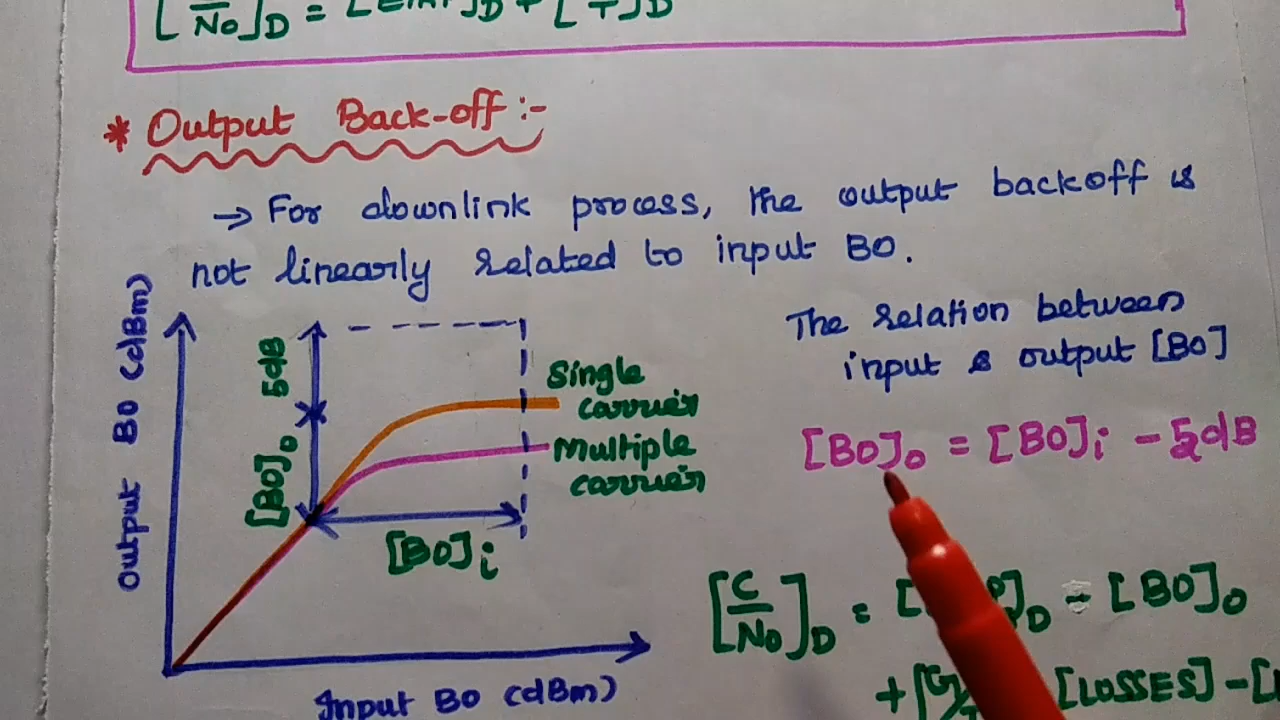 No]D = ]D + [T]D
* Output Back-off :-
→ For downlink process, the output backoff is
not linearly related to input BO.
The relation between
input & output [BO]
[BO]o = [BO]i - 5dB
Output BO (dBm)
5dB
[BO]o
Single
carrier
Multiple
carrier
[BO]i
Input BO (dBm)
[C/No]D = [ ]D - [BO]o
+ [G/ [LOSSES] - [